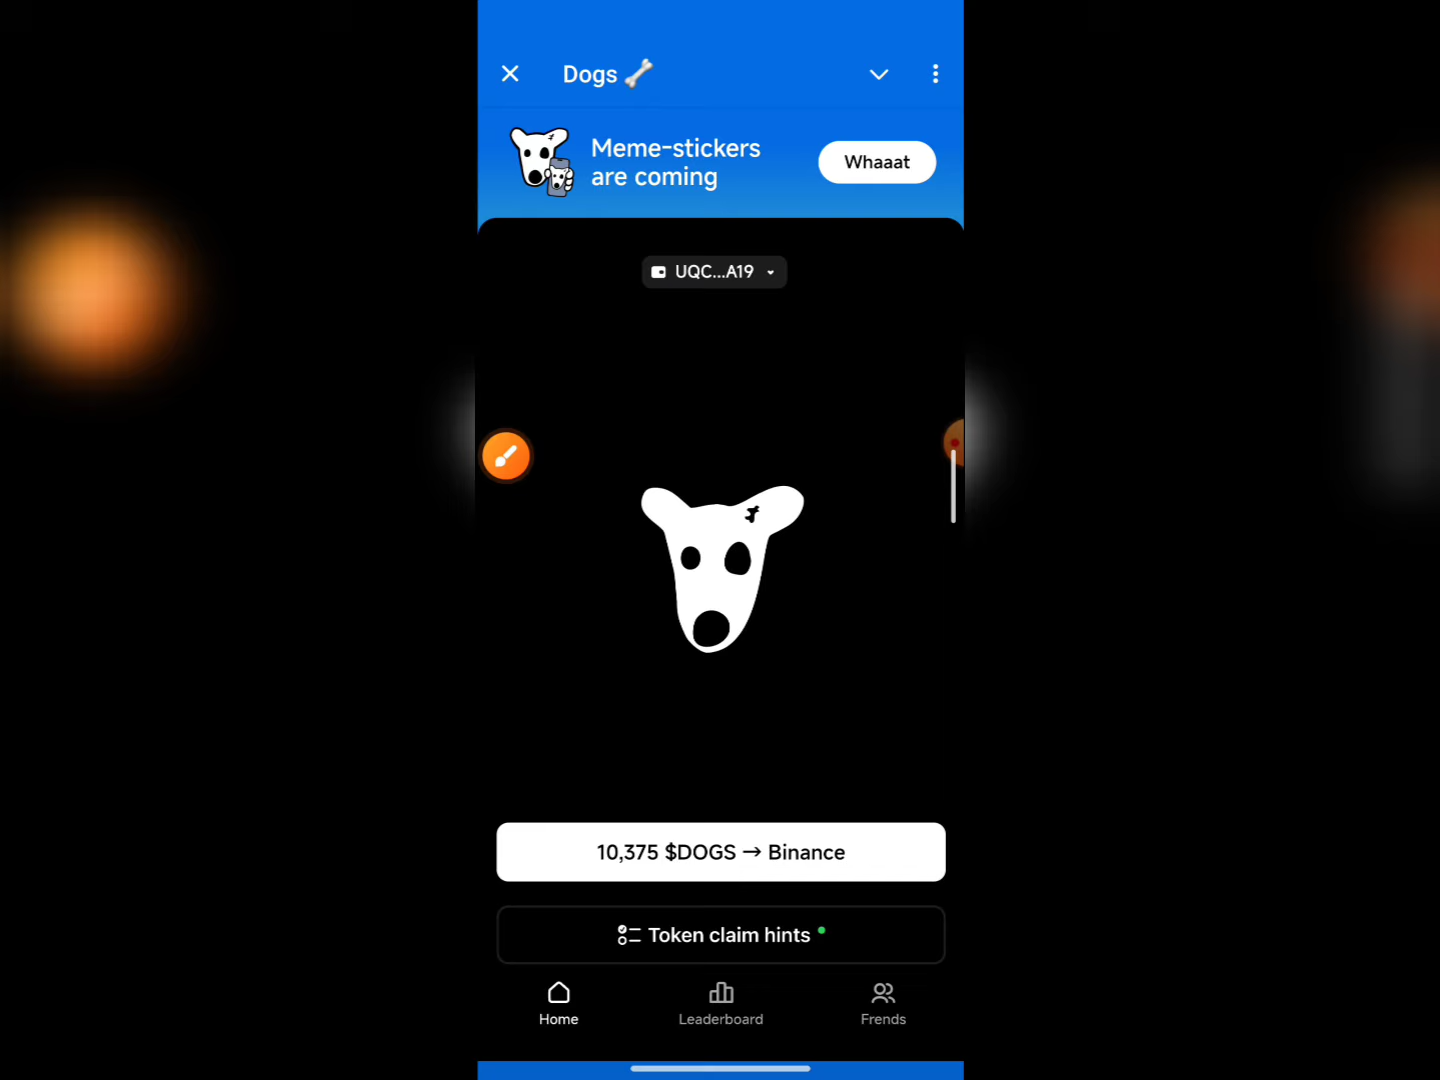 Dogs 🦴
Meme-stickers
are coming
Whaaat
UQC...A19
10,375 $DOGS → Binance
Token claim hints
Home
Leaderboard
Frends